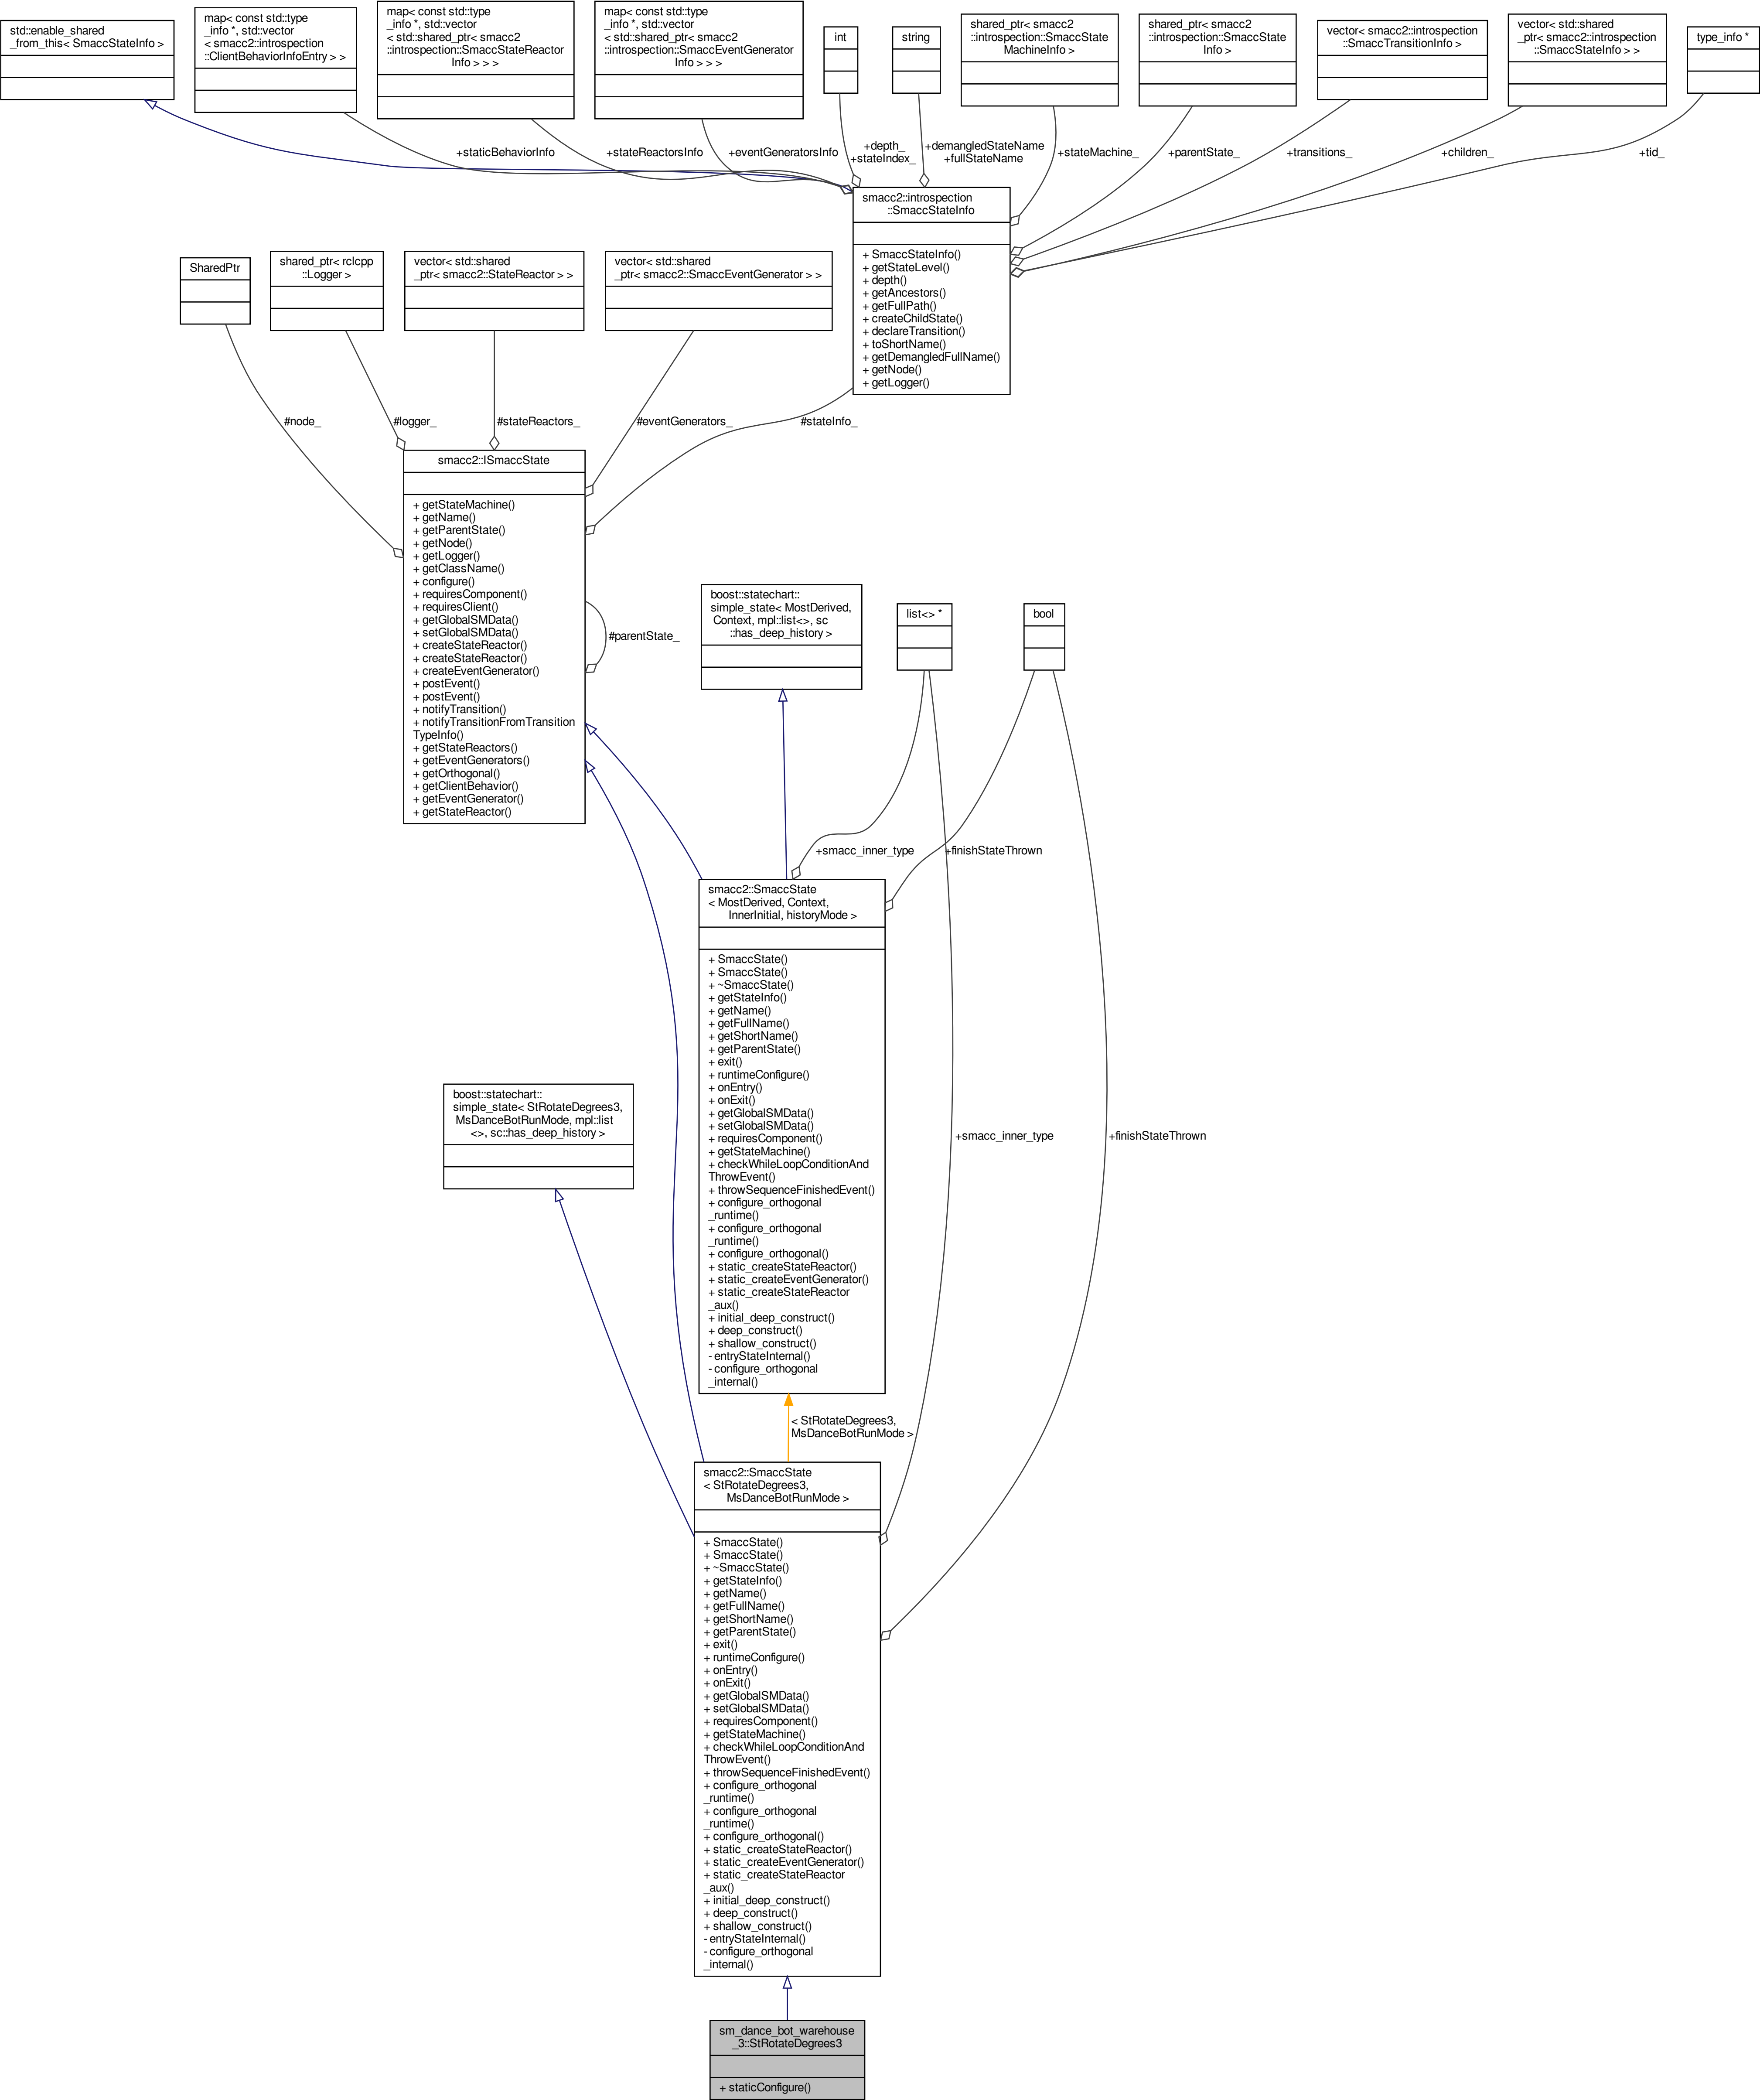 std::enable_shared
_from_this< SmaccStateInfo >
map< const std::type
_info *, std::vector
< smacc2::introspection
::ClientBehaviorInfoEntry > >
map< const std::type
_info *, std::vector
< std::shared_ptr< smacc2
::introspection::SmaccStateReactor
Info > > >
map< const std::type
_info *, std::vector
< std::shared_ptr< smacc2
::introspection::SmaccEventGenerator
Info > > >
int
string
shared_ptr< smacc2
::introspection::SmaccState
MachineInfo >
shared_ptr< smacc2
::introspection::SmaccState
Info >
vector< smacc2::introspection
::SmaccTransitionInfo >
vector< std::shared
_ptr< smacc2::introspection
::SmaccStateInfo > >
type_info *
+staticBehaviorInfo
+stateReactorsInfo
+eventGeneratorsInfo
+depth_
+stateIndex_
+demangledStateName
+fullStateName
+stateMachine_
+parentState_
+transitions_
+children_
+tid_
smacc2::introspection
::SmaccStateInfo
+ SmaccStateInfo()
+ getStateLevel()
+ depth()
+ getAncestors()
+ getFullPath()
+ createChildState()
+ declareTransition()
+ toShortName()
+ getDemangledFullName()
+ getNode()
+ getLogger()
SharedPtr
shared_ptr< rclcpp
::Logger >
vector< std::shared
_ptr< smacc2::StateReactor > >
vector< std::shared
_ptr< smacc2::SmaccEventGenerator > >
#node_
#logger_
#stateReactors_
#eventGenerators_
#stateInfo_
smacc2::ISmaccState
+ getStateMachine()
+ getName()
+ getParentState()
+ getNode()
+ getLogger()
+ getClassName()
+ configure()
+ requiresComponent()
+ requiresClient()
+ getGlobalSMData()
+ setGlobalSMData()
+ createStateReactor()
+ createStateReactor()
+ createEventGenerator()
+ postEvent()
+ postEvent()
+ notifyTransition()
+ notifyTransitionFromTransition
TypeInfo()
+ getStateReactors()
+ getEventGenerators()
+ getOrthogonal()
+ getClientBehavior()
+ getEventGenerator()
+ getStateReactor()
#parentState_
boost::statechart::
simple_state< MostDerived,
Context, mpl::list<>, sc
::has_deep_history >
list<> *
bool
+smacc_inner_type
+finishStateThrown
smacc2::SmaccState
< MostDerived, Context,
InnerInitial, historyMode >
+ SmaccState()
+ SmaccState()
+ ~SmaccState()
+ getStateInfo()
+ getName()
+ getFullName()
+ getShortName()
+ getParentState()
+ exit()
+ runtimeConfigure()
+ onEntry()
+ onExit()
+ getGlobalSMData()
+ setGlobalSMData()
+ requiresComponent()
+ getStateMachine()
+ checkWhileLoopConditionAnd
ThrowEvent()
+ throwSequenceFinishedEvent()
+ configure_orthogonal
_runtime()
+ configure_orthogonal
_runtime()
+ configure_orthogonal()
+ static_createStateReactor()
+ static_createEventGenerator()
+ static_createStateReactor
_aux()
+ initial_deep_construct()
+ deep_construct()
+ shallow_construct()
- entryStateInternal()
- configure_orthogonal
_internal()
boost::statechart::
simple_state< StRotateDegrees3,
MsDanceBotRunMode, mpl::list
<>, sc::has_deep_history >
+smacc_inner_type
+finishStateThrown
< StRotateDegrees3,
MsDanceBotRunMode >
smacc2::SmaccState
< StRotateDegrees3,
MsDanceBotRunMode >
+ SmaccState()
+ SmaccState()
+ ~SmaccState()
+ getStateInfo()
+ getName()
+ getFullName()
+ getShortName()
+ getParentState()
+ exit()
+ runtimeConfigure()
+ onEntry()
+ onExit()
+ getGlobalSMData()
+ setGlobalSMData()
+ requiresComponent()
+ getStateMachine()
+ checkWhileLoopConditionAnd
ThrowEvent()
+ throwSequenceFinishedEvent()
+ configure_orthogonal
_runtime()
+ configure_orthogonal
_runtime()
+ configure_orthogonal()
+ static_createStateReactor()
+ static_createEventGenerator()
+ static_createStateReactor
_aux()
+ initial_deep_construct()
+ deep_construct()
+ shallow_construct()
- entryStateInternal()
- configure_orthogonal
_internal()
sm_dance_bot_warehouse
_3::StRotateDegrees3
+ staticConfigure()